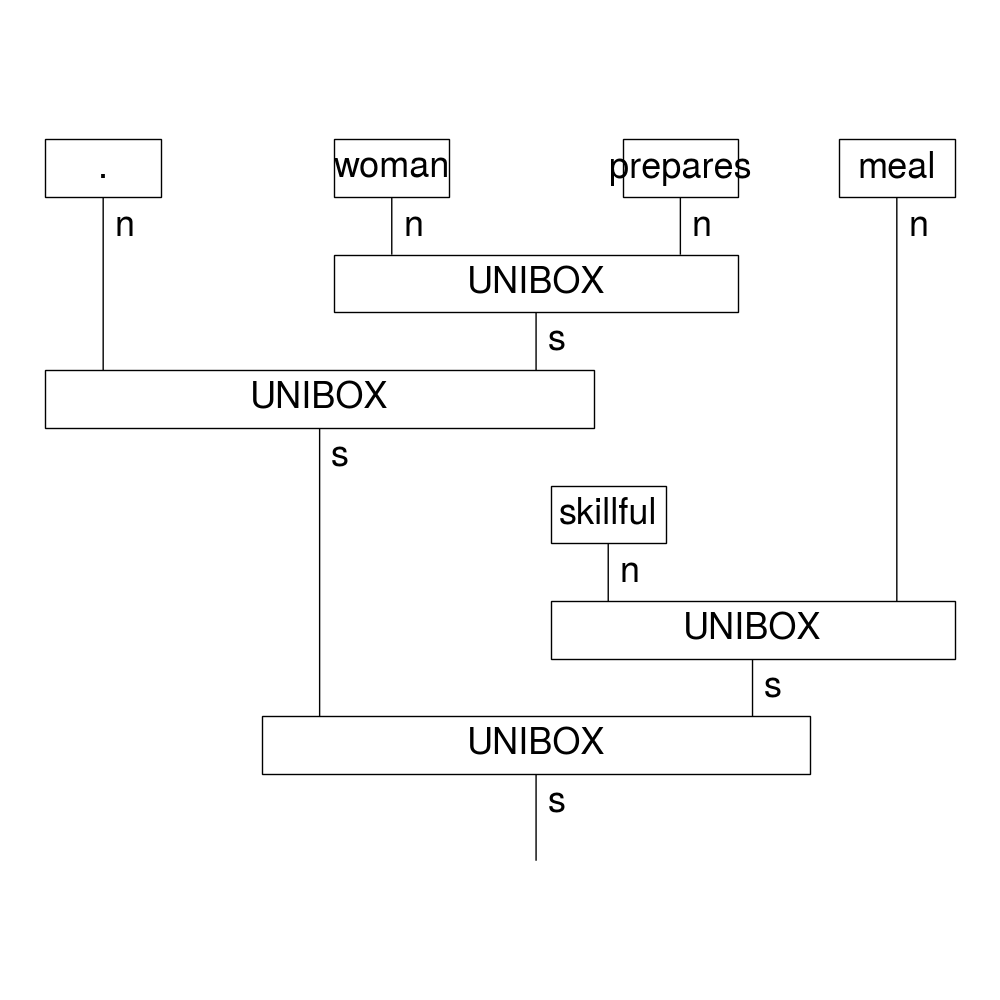 . woman prepares meal
n n n n
UNIBOX
s
UNIBOX
s
skillful
n
UNIBOX
s
UNIBOX
s